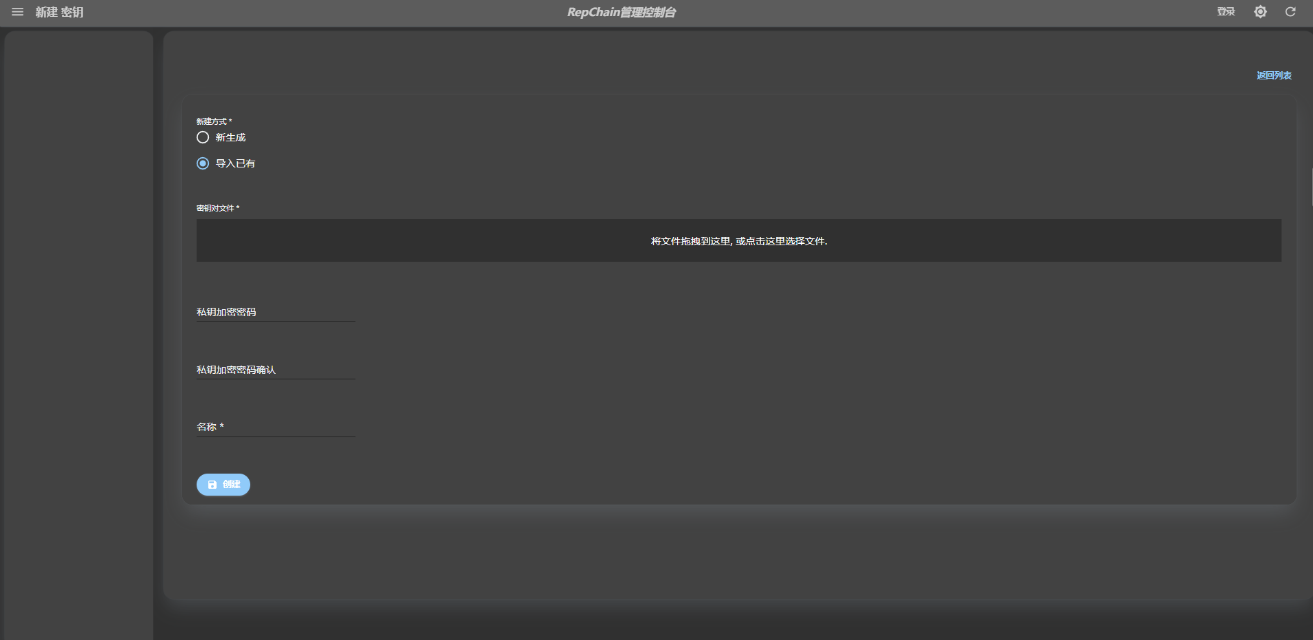 新建 密钥
RepChain管理控制台
登录
返回列表
新建方式 *
新生成
导入已有
密钥对文件 *
将文件拖拽到这里, 或点击这里选择文件.
私钥加密密码
私钥加密密码确认
名称 *
创建